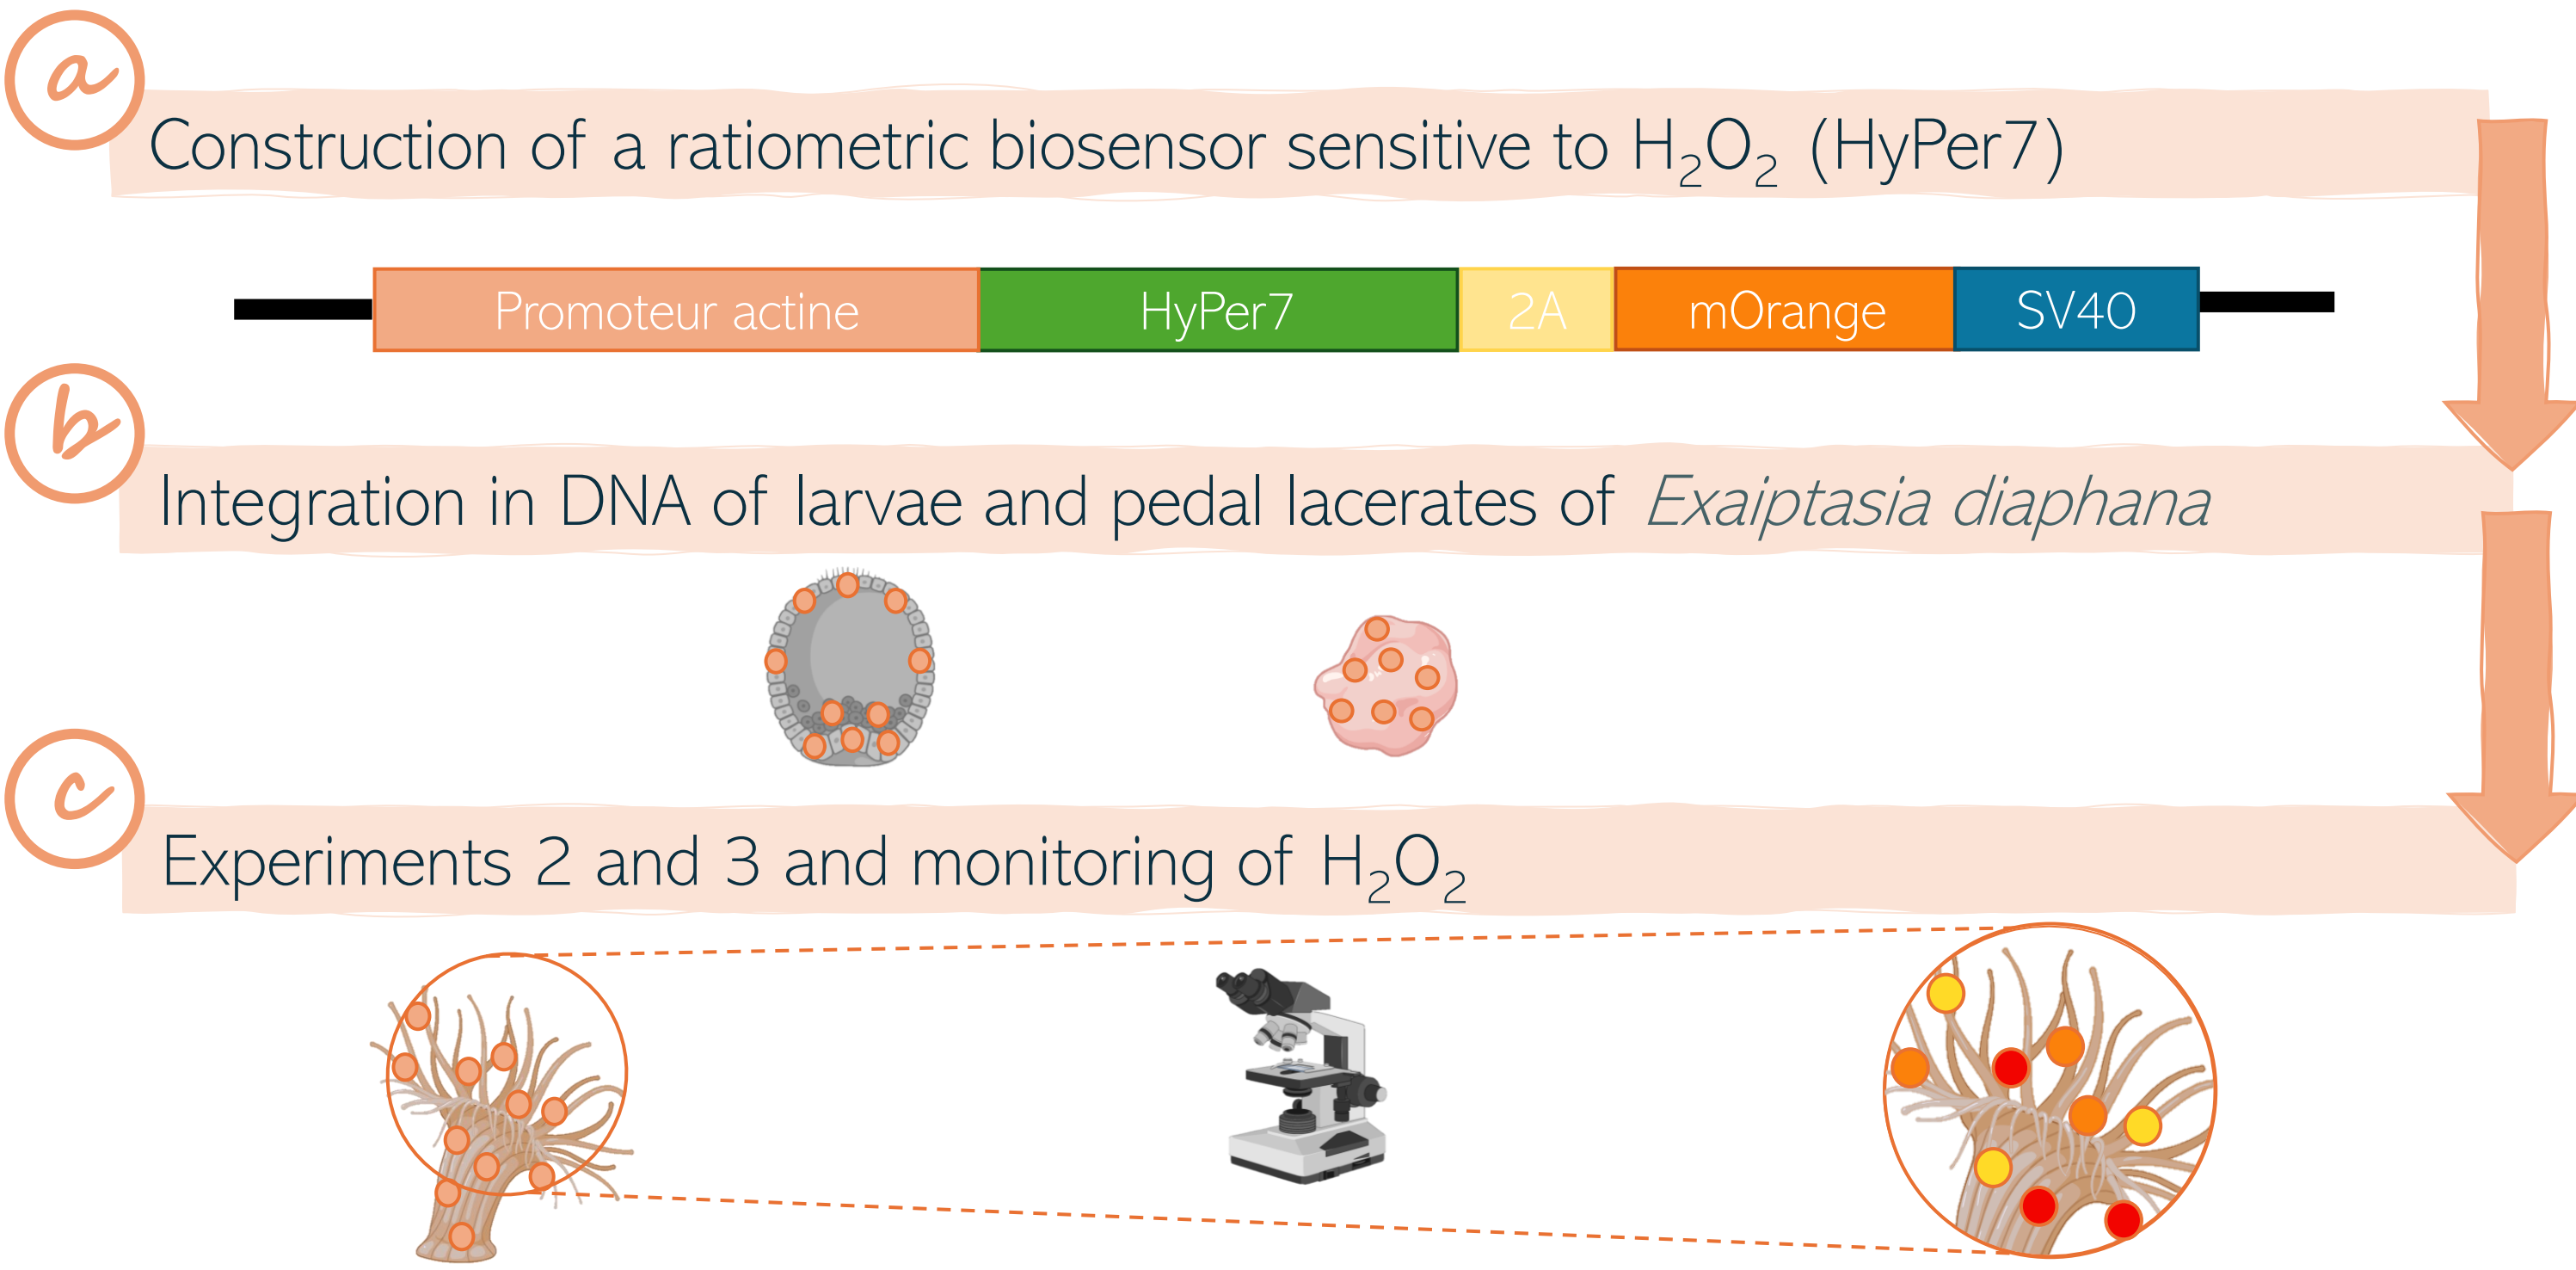 a
Construction of a ratiometric biosensor sensitive to H₂O₂ (HyPer7)
Promoteur actine HyPer7 2A mOrange SV40
b
Integration in DNA of larvae and pedal lacerates of Exaiptasia diaphana
c
Experiments 2 and 3 and monitoring of H₂O₂